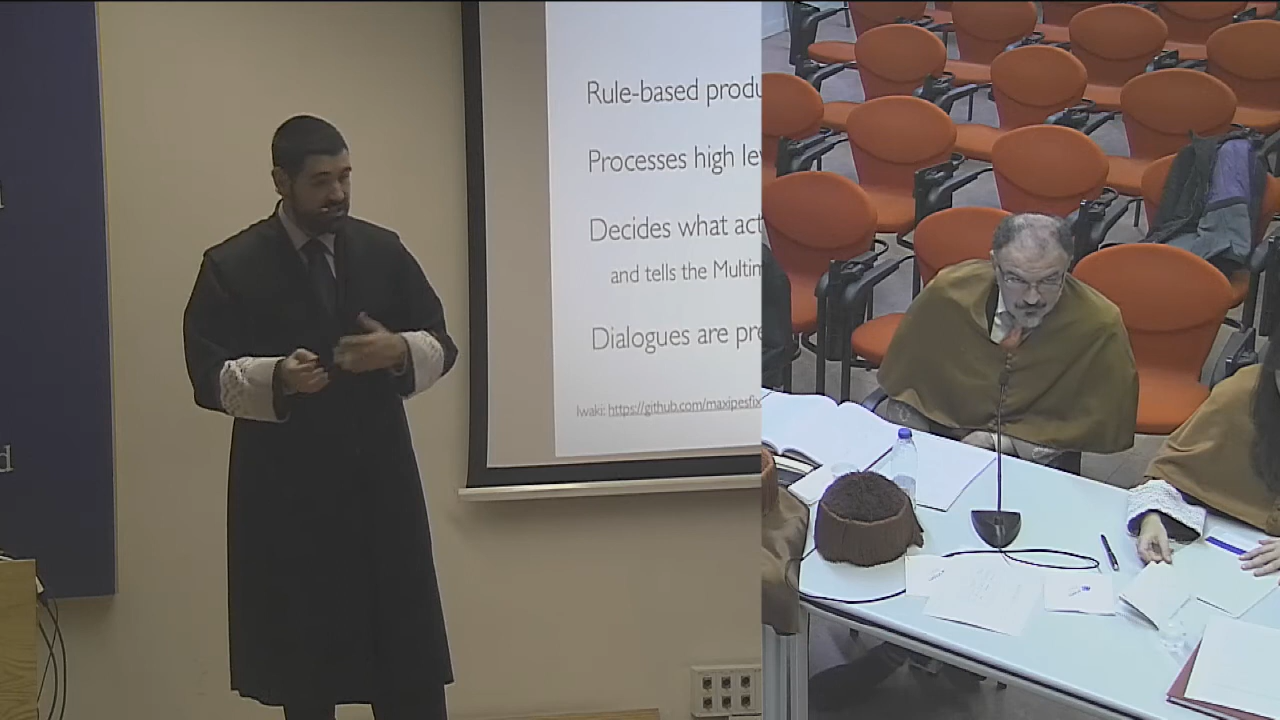 Rule-based produ
Processes high le
Decides what act
and tells the Multim
Dialogues are pre
Iwaki: https://github.com/maxipesfix
d